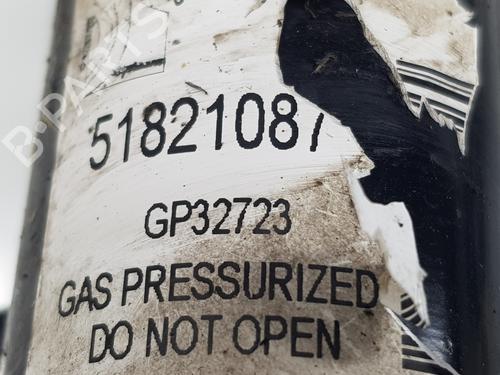 B-PARTS
5182108
GP32723
GAS PRESSURIZED
DO NOT OPEN